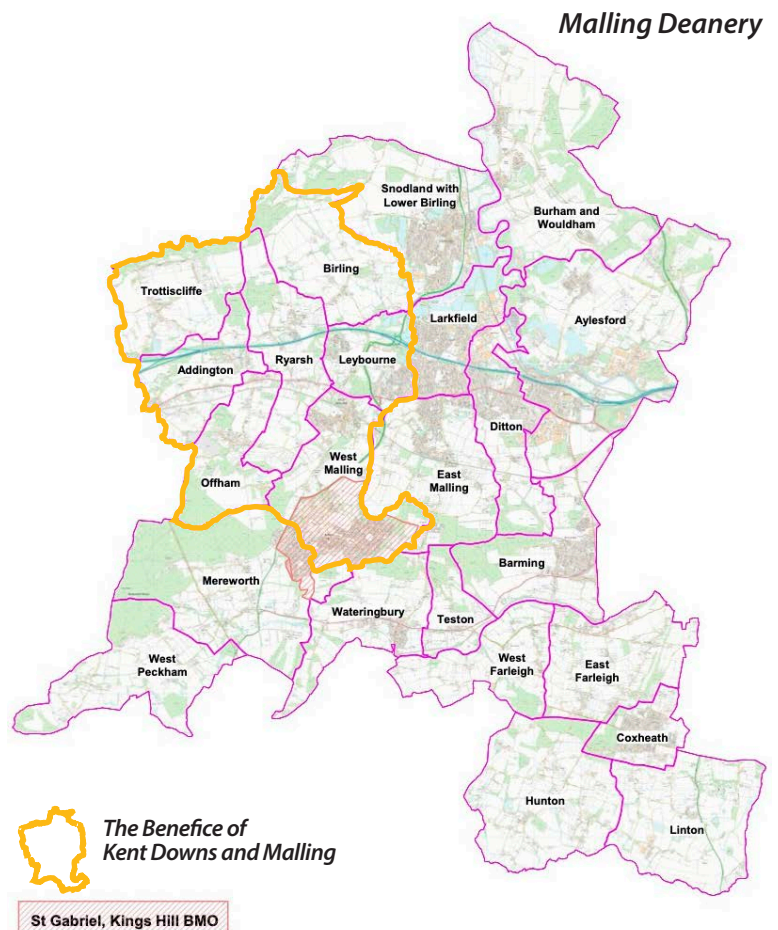 Malling Deanery
Snodland with
Lower Birling
Burham and
Wouldham
Birling
Trottiscliffe
Larkfield
Aylesford
Addington
Ryarsh
Leybourne
Ditton
West
Malling
East
Malling
Offham
Barming
Mereworth
Wateringbury
Teston
West
Peckham
West
Farleigh
East
Farleigh
Coxheath
Hunton
Linton
The Benefice of
Kent Downs and Malling
St Gabriel, Kings Hill BMO